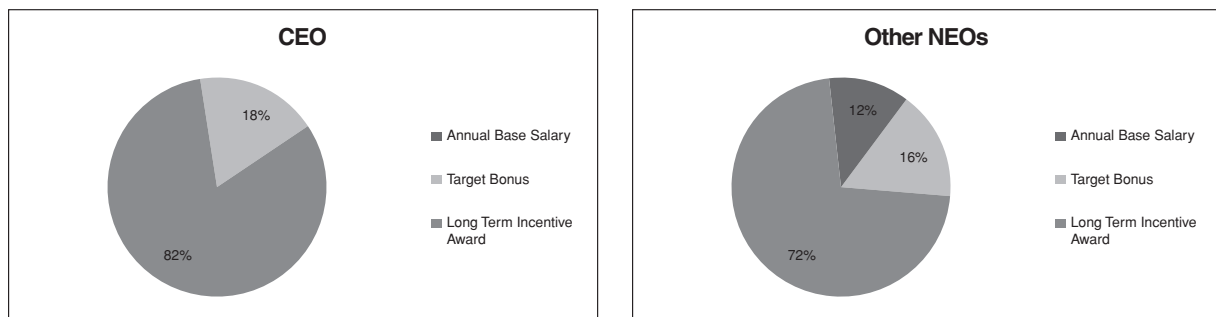 CEO
18%
82%
Annual Base Salary
Target Bonus
Long Term Incentive
Award
Other NEOs
12%
16%
72%
Annual Base Salary
Target Bonus
Long Term Incentive
Award